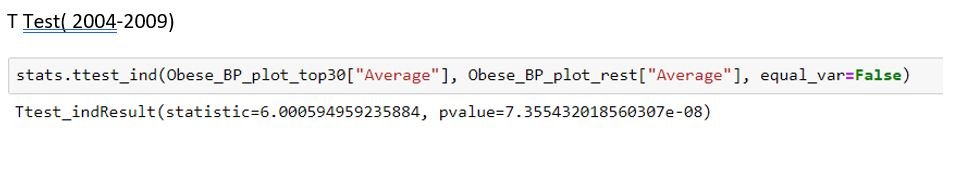 T Test( 2004-2009)
stats.ttest_ind(Obese_BP_plot_top30["Average"], Obese_BP_plot_rest["Average"], equal_var=False)
Ttest_indResult(statistic=6.000594959235884, pvalue=7.355432018560307e-08)